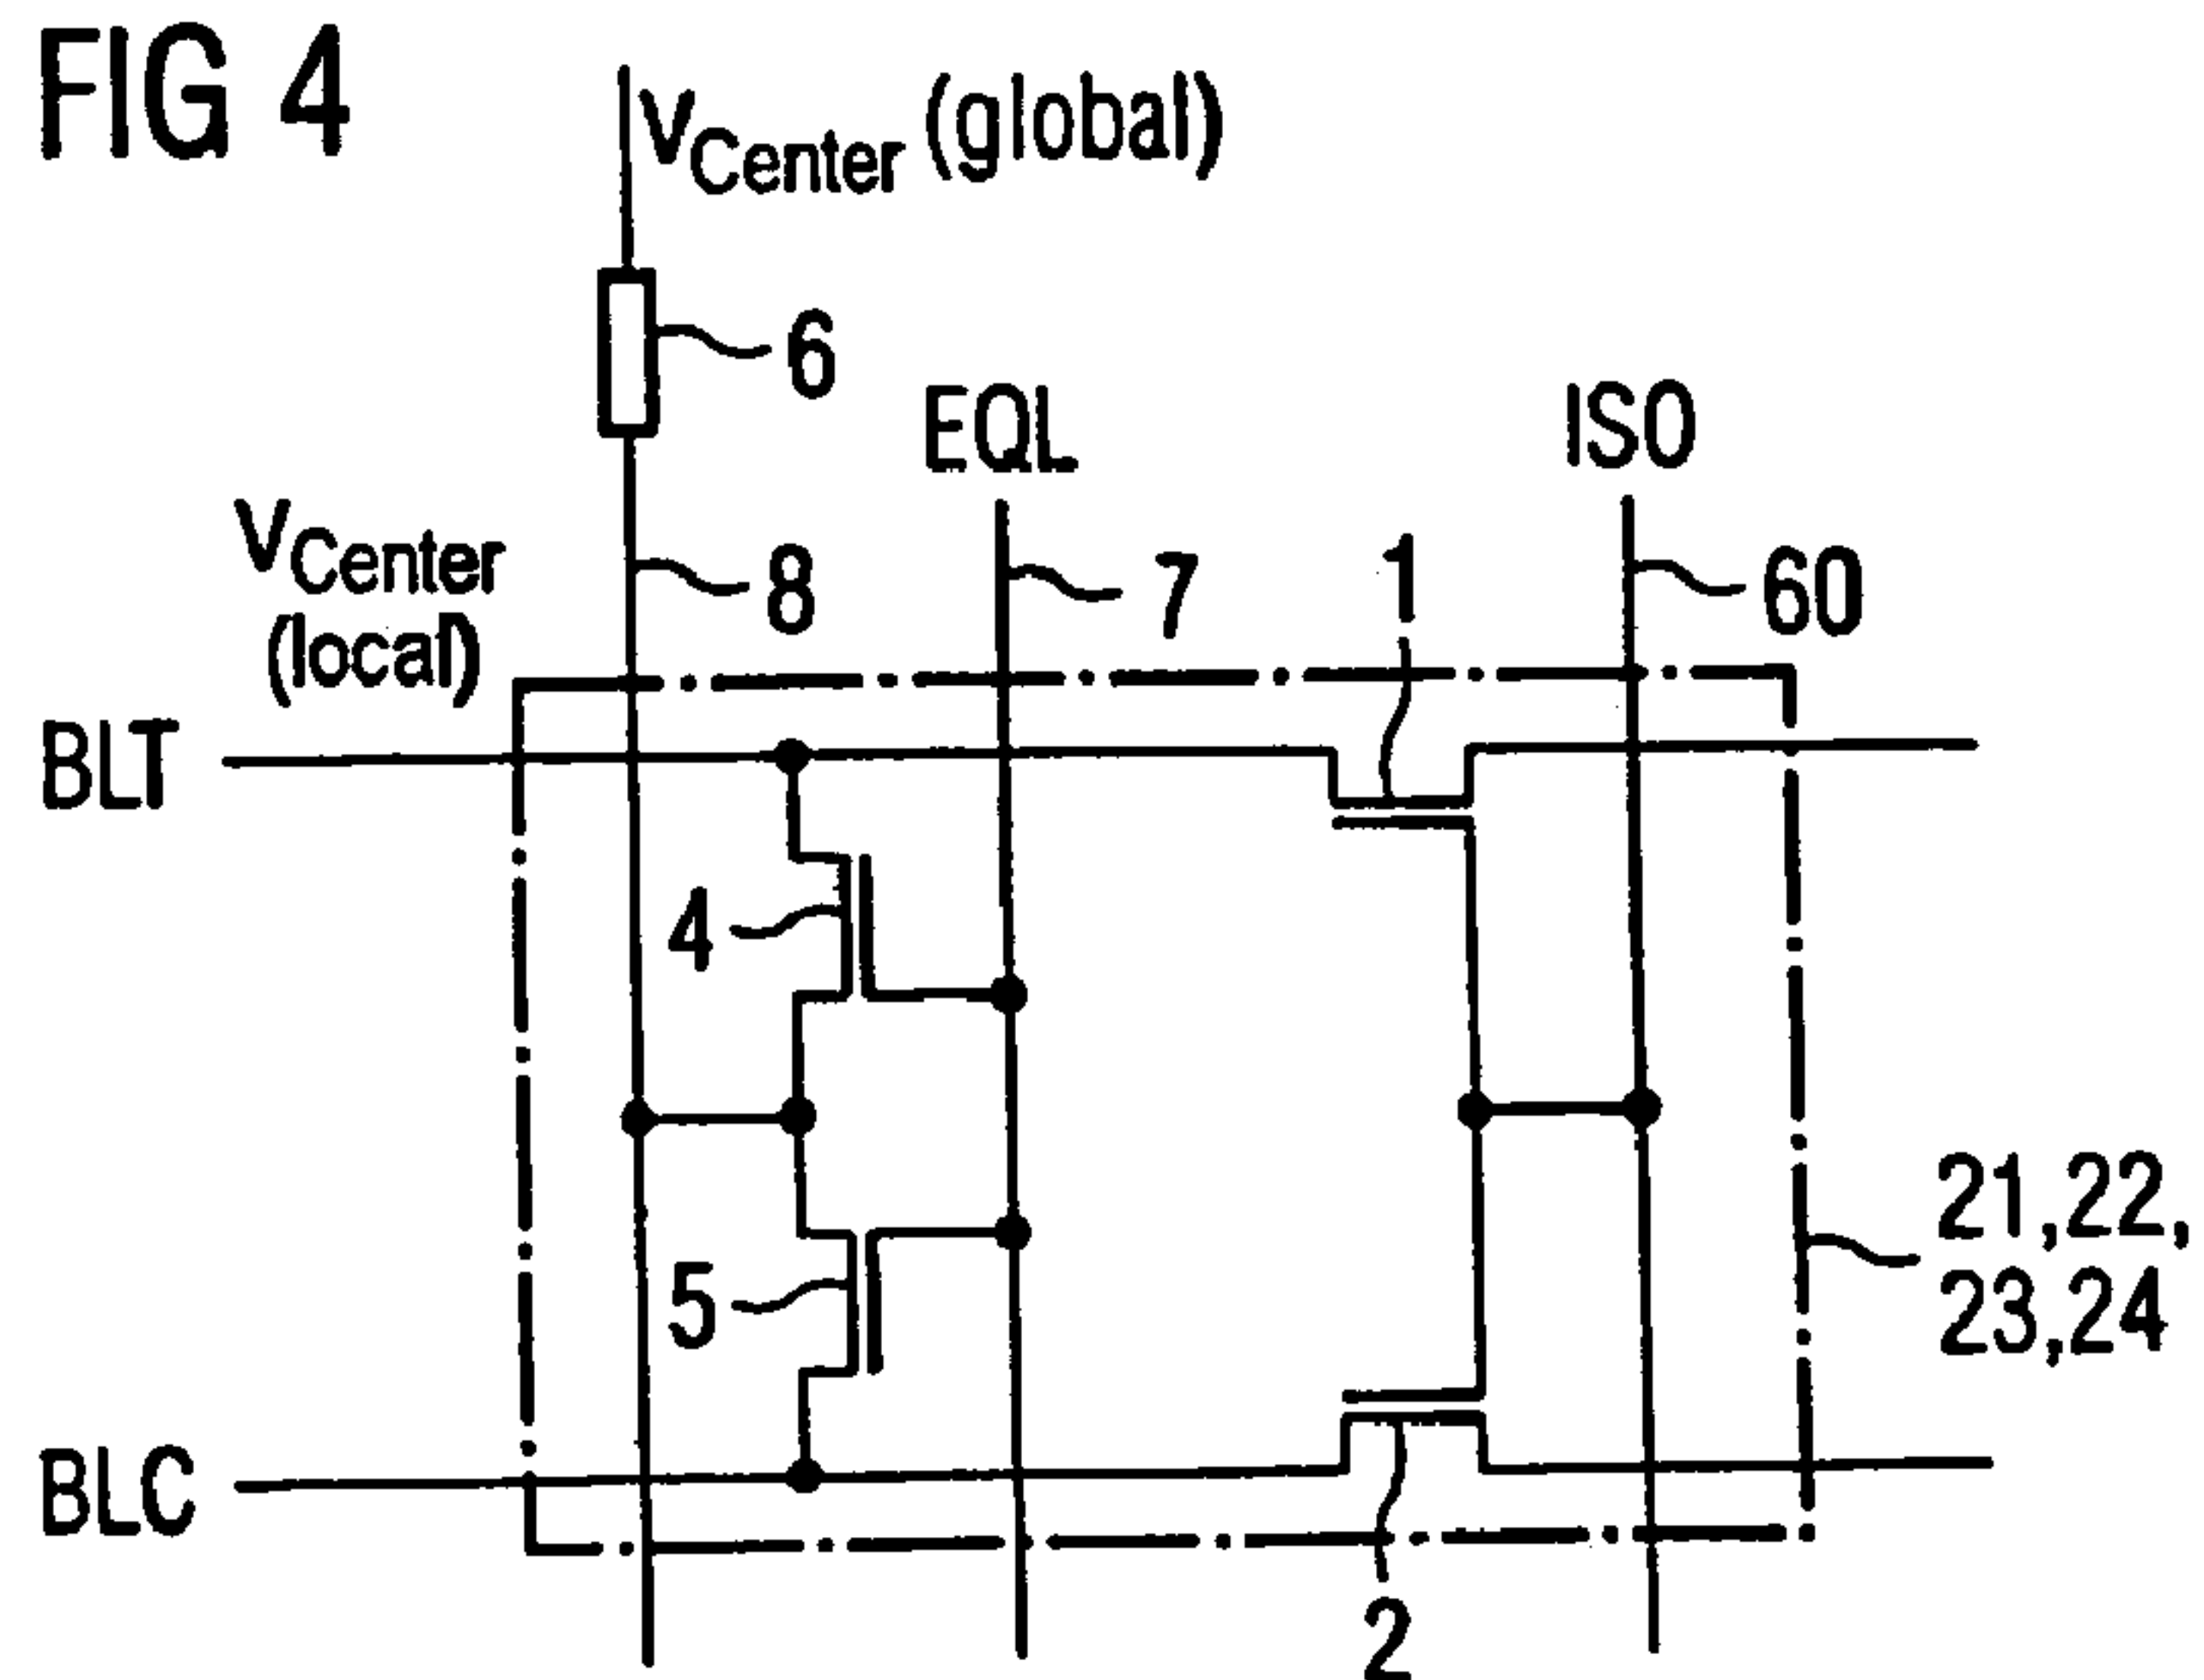 FIG 4
VCenter (global)
6
EQL
ISO
VCenter
(local)
8
7
1
60
BLT
4
21,22,
23,24
5
BLC
2